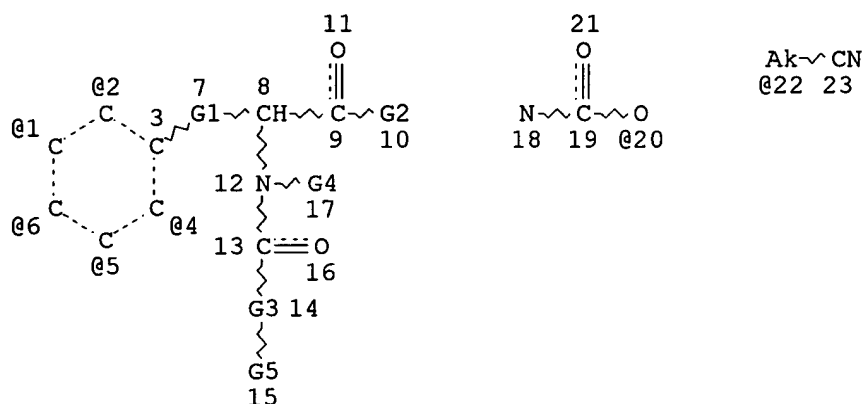 11 21
O O
@2 7 8 Ak CN
C G1 CH C G2 N C O @22 23
@1 3 9 10 18 19 @20
C C
12 N G4
C C 17
@6 @4
C 13 C O
@5 16
G3 14
G5
15